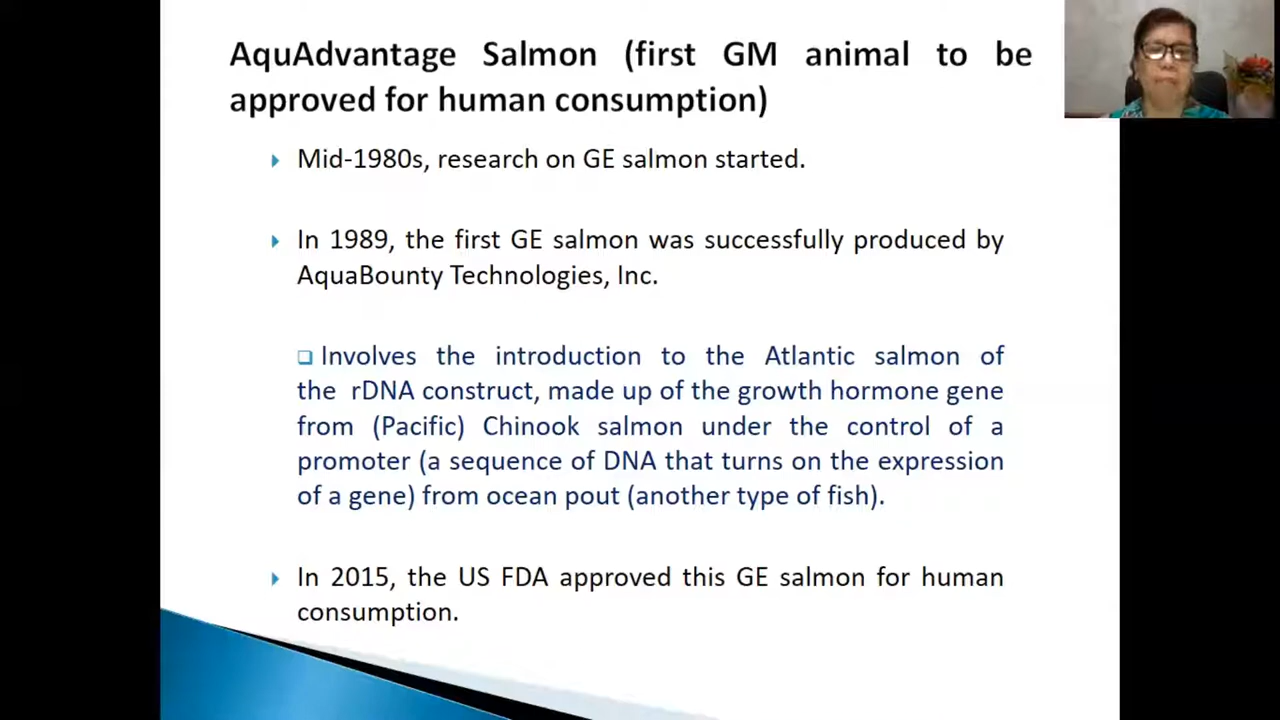 AquAdvantage Salmon (first GM animal to be
approved for human consumption)
Mid-1980s, research on GE salmon started.
In 1989, the first GE salmon was successfully produced by
AquaBounty Technologies, Inc.
Involves the introduction to the Atlantic salmon of
the rDNA construct, made up of the growth hormone gene
from (Pacific) Chinook salmon under the control of a
promoter (a sequence of DNA that turns on the expression
of a gene) from ocean pout (another type of fish).
In 2015, the US FDA approved this GE salmon for human
consumption.